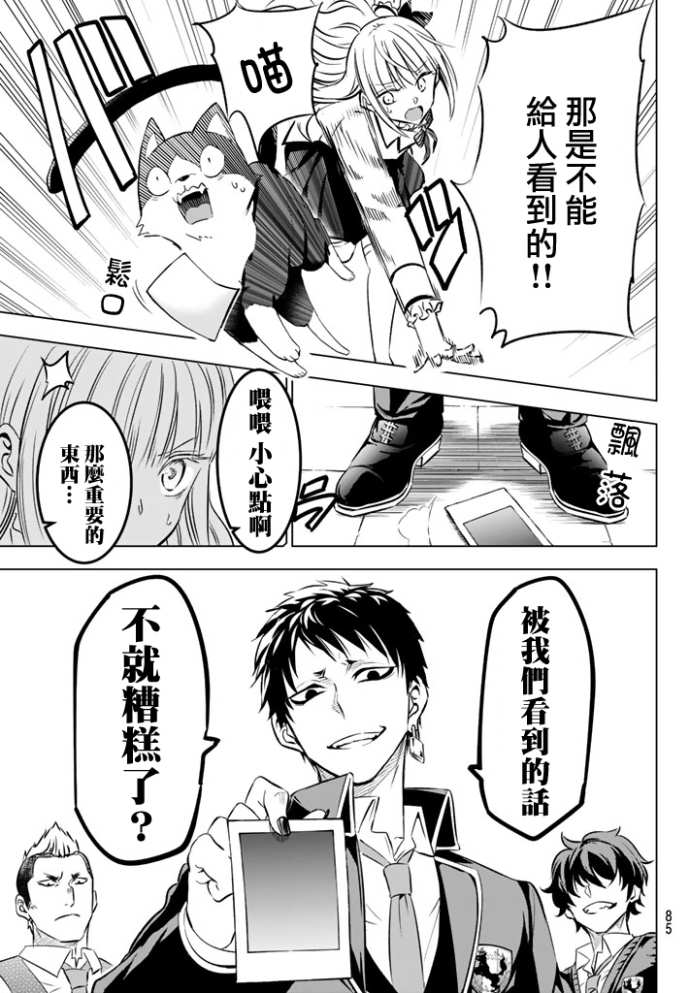 那是不能
給人看到的!!
喵
鬆口
飄落
喂喂 小心點啊
那麼重要的
東西…
被我們看到的話
不就糟糕了？
85